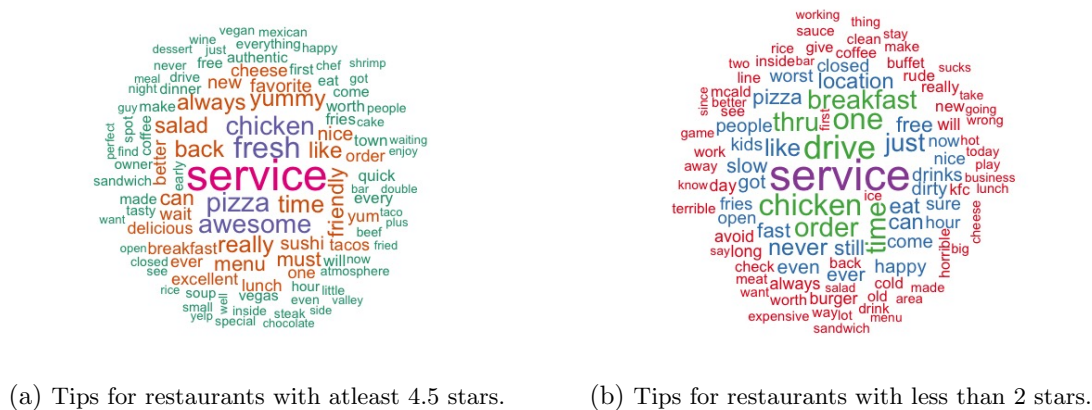 vegan mexican
wine everything
dessert just happy
never free authentic
meal drive cheese first chef shrimp
night dinner new favorite eat got
guy make always yummy come
worth people
perfect spot coffee salad chicken fries cake
nice town waiting
find better back fresh like order enjoy
owner early
sandwich service quick
bar double
made can pizza time friendly every
tasty yum taco
want wait awesome plus
delicious beef
open breakfast really sushi tacos fried
closed ever menu must will now
see one atmosphere
rice excellent lunch hour little
soup well vegas even valley
small inside steak side
yelp special chocolate
working thing
sauce clean stay
rice give coffee make
two inside bar closed buffet
line worst location rude sucks
since mcald pizza breakfast really take
better new going
see thru first one free will wrong
people
game kids like drive just now hot
work nice today
slow play
know day got service drinks business
dirty kfc lunch
terrible fries chicken ice eat sure
open can hour cheese
fast order time
avoid come
say long never still horrible big
check even back happy
meat ever
want always salad cold made
worth burger old area
expensive way lot drink menu
sandwich
(a) Tips for restaurants with atleast 4.5 stars.
(b) Tips for restaurants with less than 2 stars.